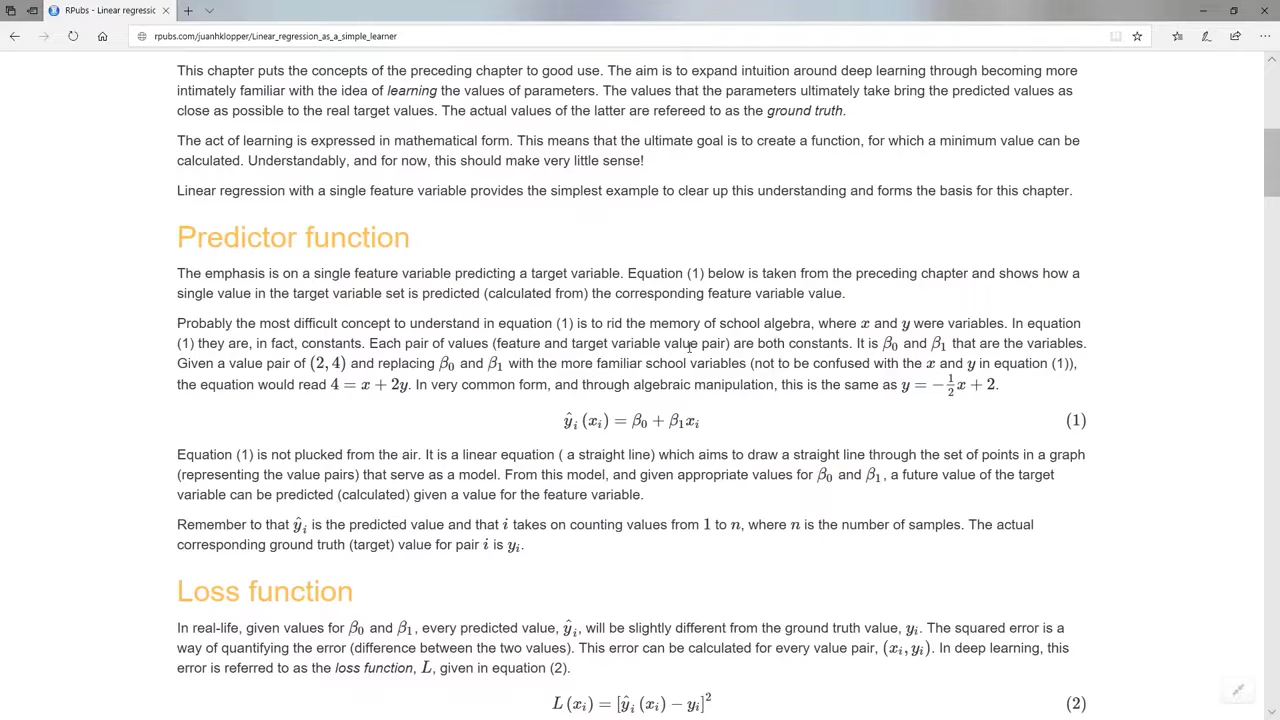 RPubs - Linear regressic
rpubs.com/juanhklopper/Linear_regression_as_a_simple_learner
This chapter puts the concepts of the preceding chapter to good use. The aim is to expand intuition around deep learning through becoming more
intimately familiar with the idea of learning the values of parameters. The values that the parameters ultimately take bring the predicted values as
close as possible to the real target values. The actual values of the latter are refereed to as the ground truth.
The act of learning is expressed in mathematical form. This means that the ultimate goal is to create a function, for which a minimum value can be
calculated. Understandably, and for now, this should make very little sense!
Linear regression with a single feature variable provides the simplest example to clear up this understanding and forms the basis for this chapter.
Predictor function
The emphasis is on a single feature variable predicting a target variable. Equation (1) below is taken from the preceding chapter and shows how a
single value in the target variable set is predicted (calculated from) the corresponding feature variable value.
Probably the most difficult concept to understand in equation (1) is to rid the memory of school algebra, where x and y were variables. In equation
(1) they are, in fact, constants. Each pair of values (feature and target variable value pair) are both constants. It is β₀ and β₁ that are the variables.
Given a value pair of (2, 4) and replacing β₀ and β₁ with the more familiar school variables (not to be confused with the x and y in equation (1)),
the equation would read 4 = x + 2y. In very common form, and through algebraic manipulation, this is the same as y = −½x + 2.
ŷᵢ (xᵢ) = β₀ + β₁xᵢ (1)
Equation (1) is not plucked from the air. It is a linear equation ( a straight line) which aims to draw a straight line through the set of points in a graph
(representing the value pairs) that serve as a model. From this model, and given appropriate values for β₀ and β₁, a future value of the target
variable can be predicted (calculated) given a value for the feature variable.
Remember to that ŷᵢ is the predicted value and that i takes on counting values from 1 to n, where n is the number of samples. The actual
corresponding ground truth (target) value for pair i is yᵢ.
Loss function
In real-life, given values for β₀ and β₁, every predicted value, ŷᵢ, will be slightly different from the ground truth value, yᵢ. The squared error is a
way of quantifying the error (difference between the two values). This error can be calculated for every value pair, (xᵢ, yᵢ). In deep learning, this
error is referred to as the loss function, L, given in equation (2).
L (xᵢ) = [ŷᵢ (xᵢ) − yᵢ]² (2)